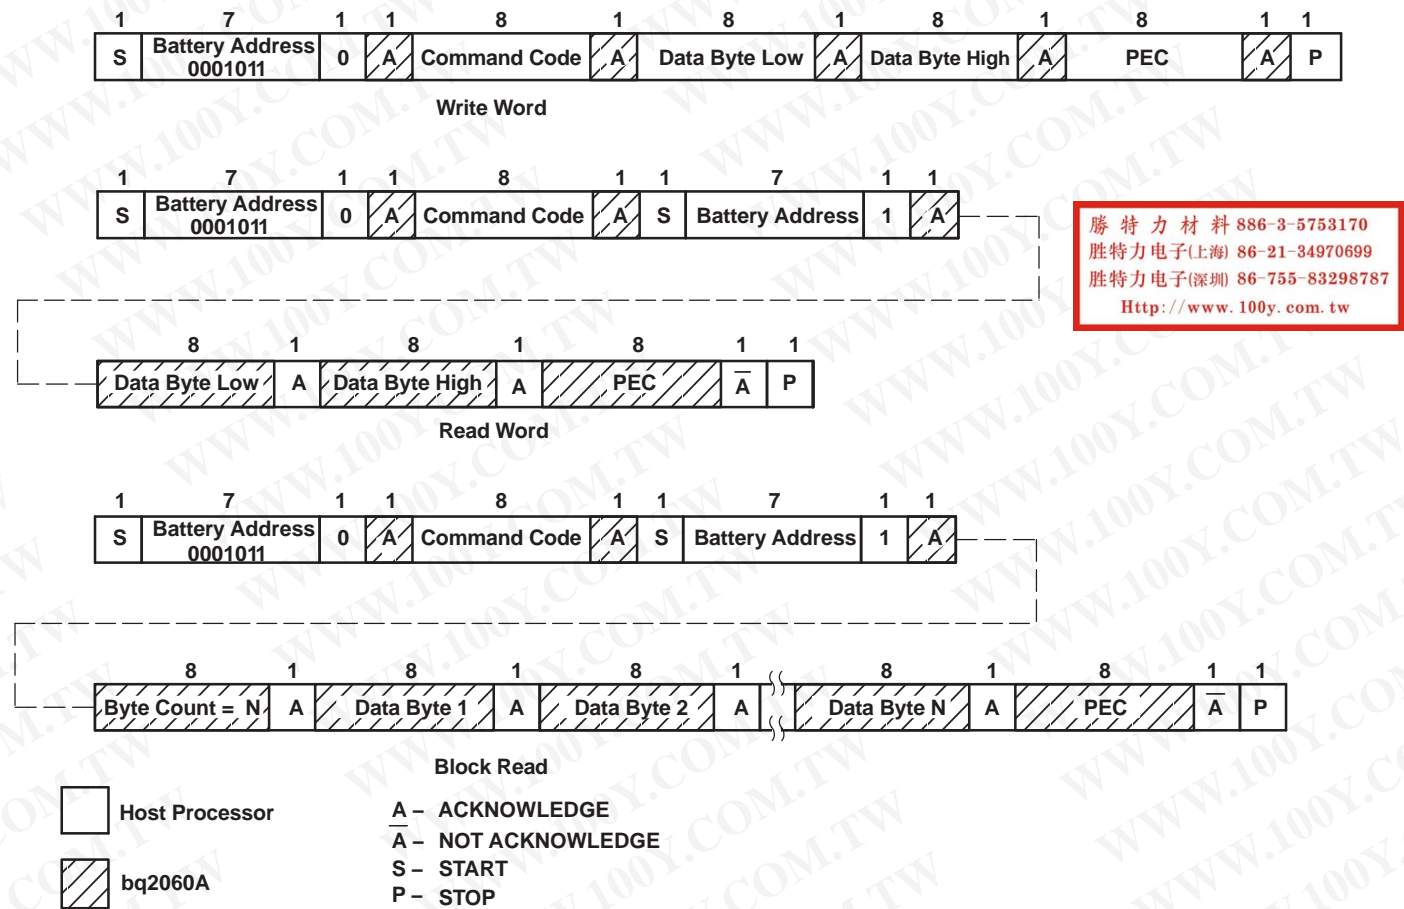 1 7 1 1 8 1 8 1 8 1 8 1 1
S Battery Address 0 A Command Code A Data Byte Low A Data Byte High A PEC A P
0001011
Write Word
1 7 1 1 8 1 1 7 1 1
S Battery Address 0 A Command Code A S Battery Address 1 A
0001011
勝特力材料 886-3-5753170
胜特力电子(上海) 86-21-34970699
胜特力电子(深圳) 86-755-83298787
Http://www.100y.com.tw
8 1 8 1 8 1 1
Data Byte Low A Data Byte High A PEC A̅ P
Read Word
1 7 1 1 8 1 1 7 1 1
S Battery Address 0 A Command Code A S Battery Address 1 A
0001011
8 1 8 1 8 1 8 1 8 1 1
Byte Count = N A Data Byte 1 A Data Byte 2 A Data Byte N A PEC A̅ P
Block Read
Host Processor
bq2060A
A – ACKNOWLEDGE
A̅ – NOT ACKNOWLEDGE
S – START
P – STOP
WWW.100Y.COM.TW